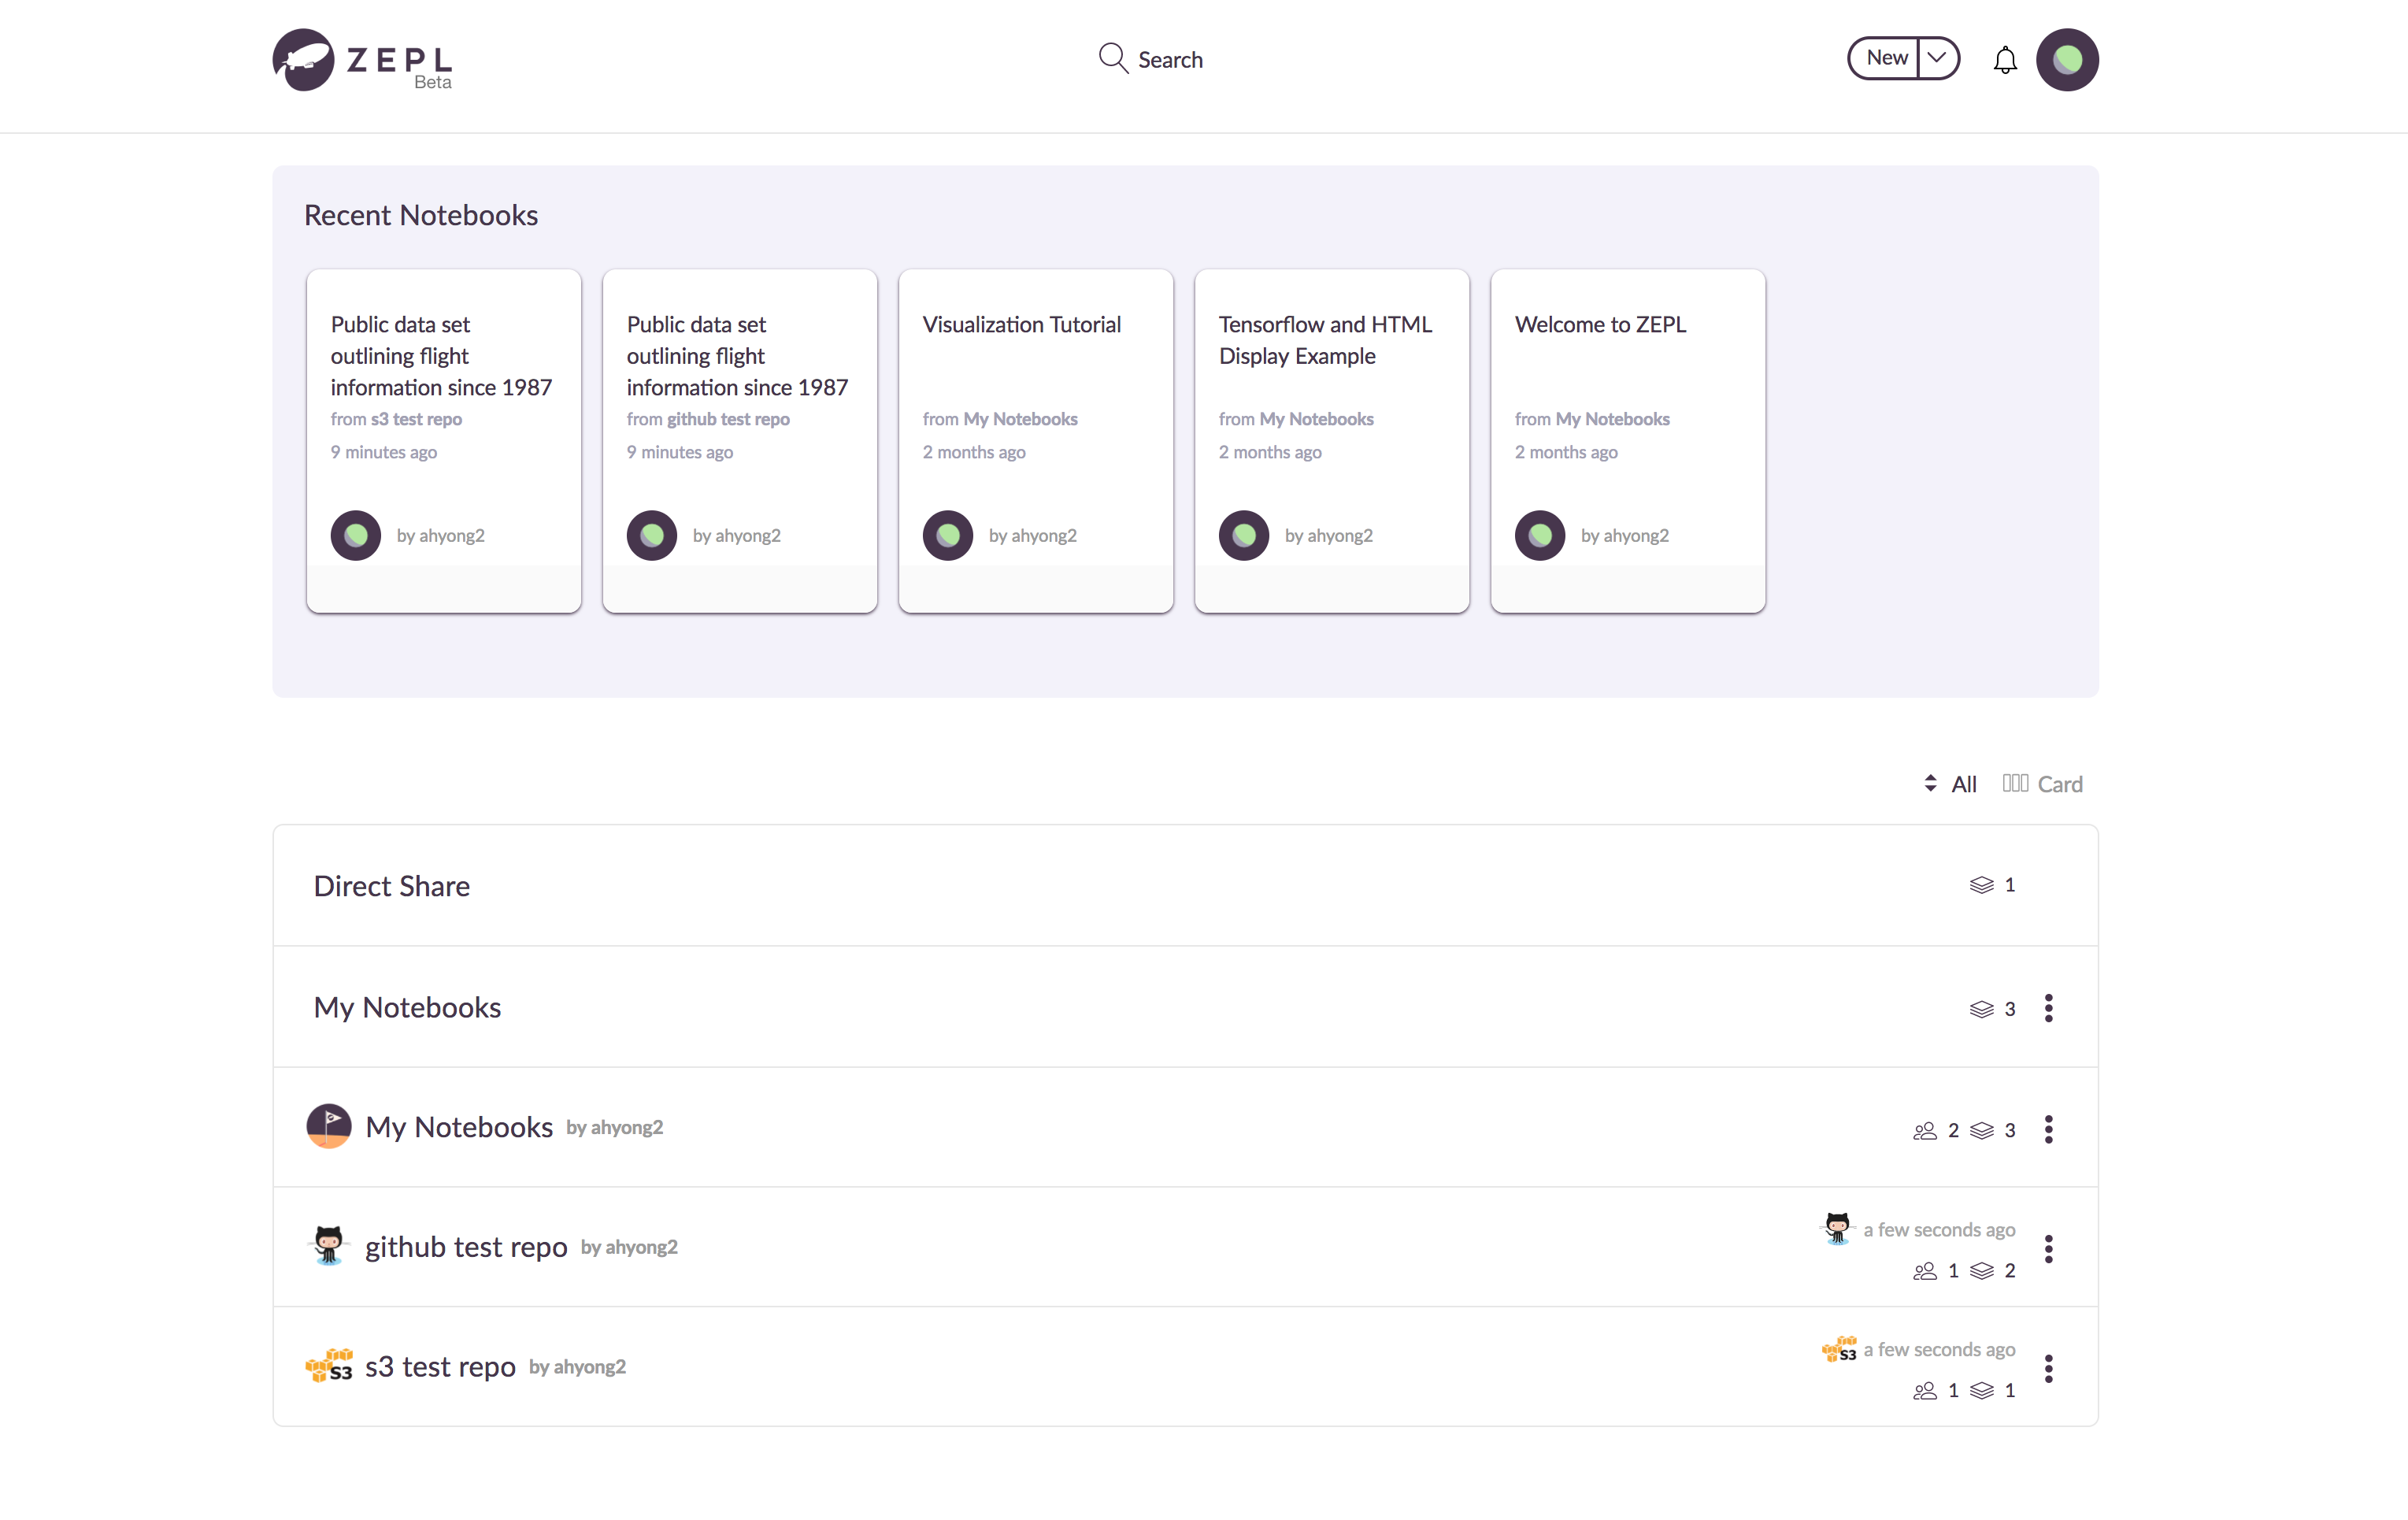 ZEPL
Beta
Search
New
Recent Notebooks
Public data set
outlining flight
information since 1987
from s3 test repo
9 minutes ago
by ahyong2
Public data set
outlining flight
information since 1987
from github test repo
9 minutes ago
by ahyong2
Visualization Tutorial
from My Notebooks
2 months ago
by ahyong2
Tensorflow and HTML
Display Example
from My Notebooks
2 months ago
by ahyong2
Welcome to ZEPL
from My Notebooks
2 months ago
by ahyong2
All Card
Direct Share 1
My Notebooks 3
My Notebooks by ahyong2 2 3
github test repo by ahyong2
a few seconds ago
1 2
S3 s3 test repo by ahyong2
S3 a few seconds ago
1 1